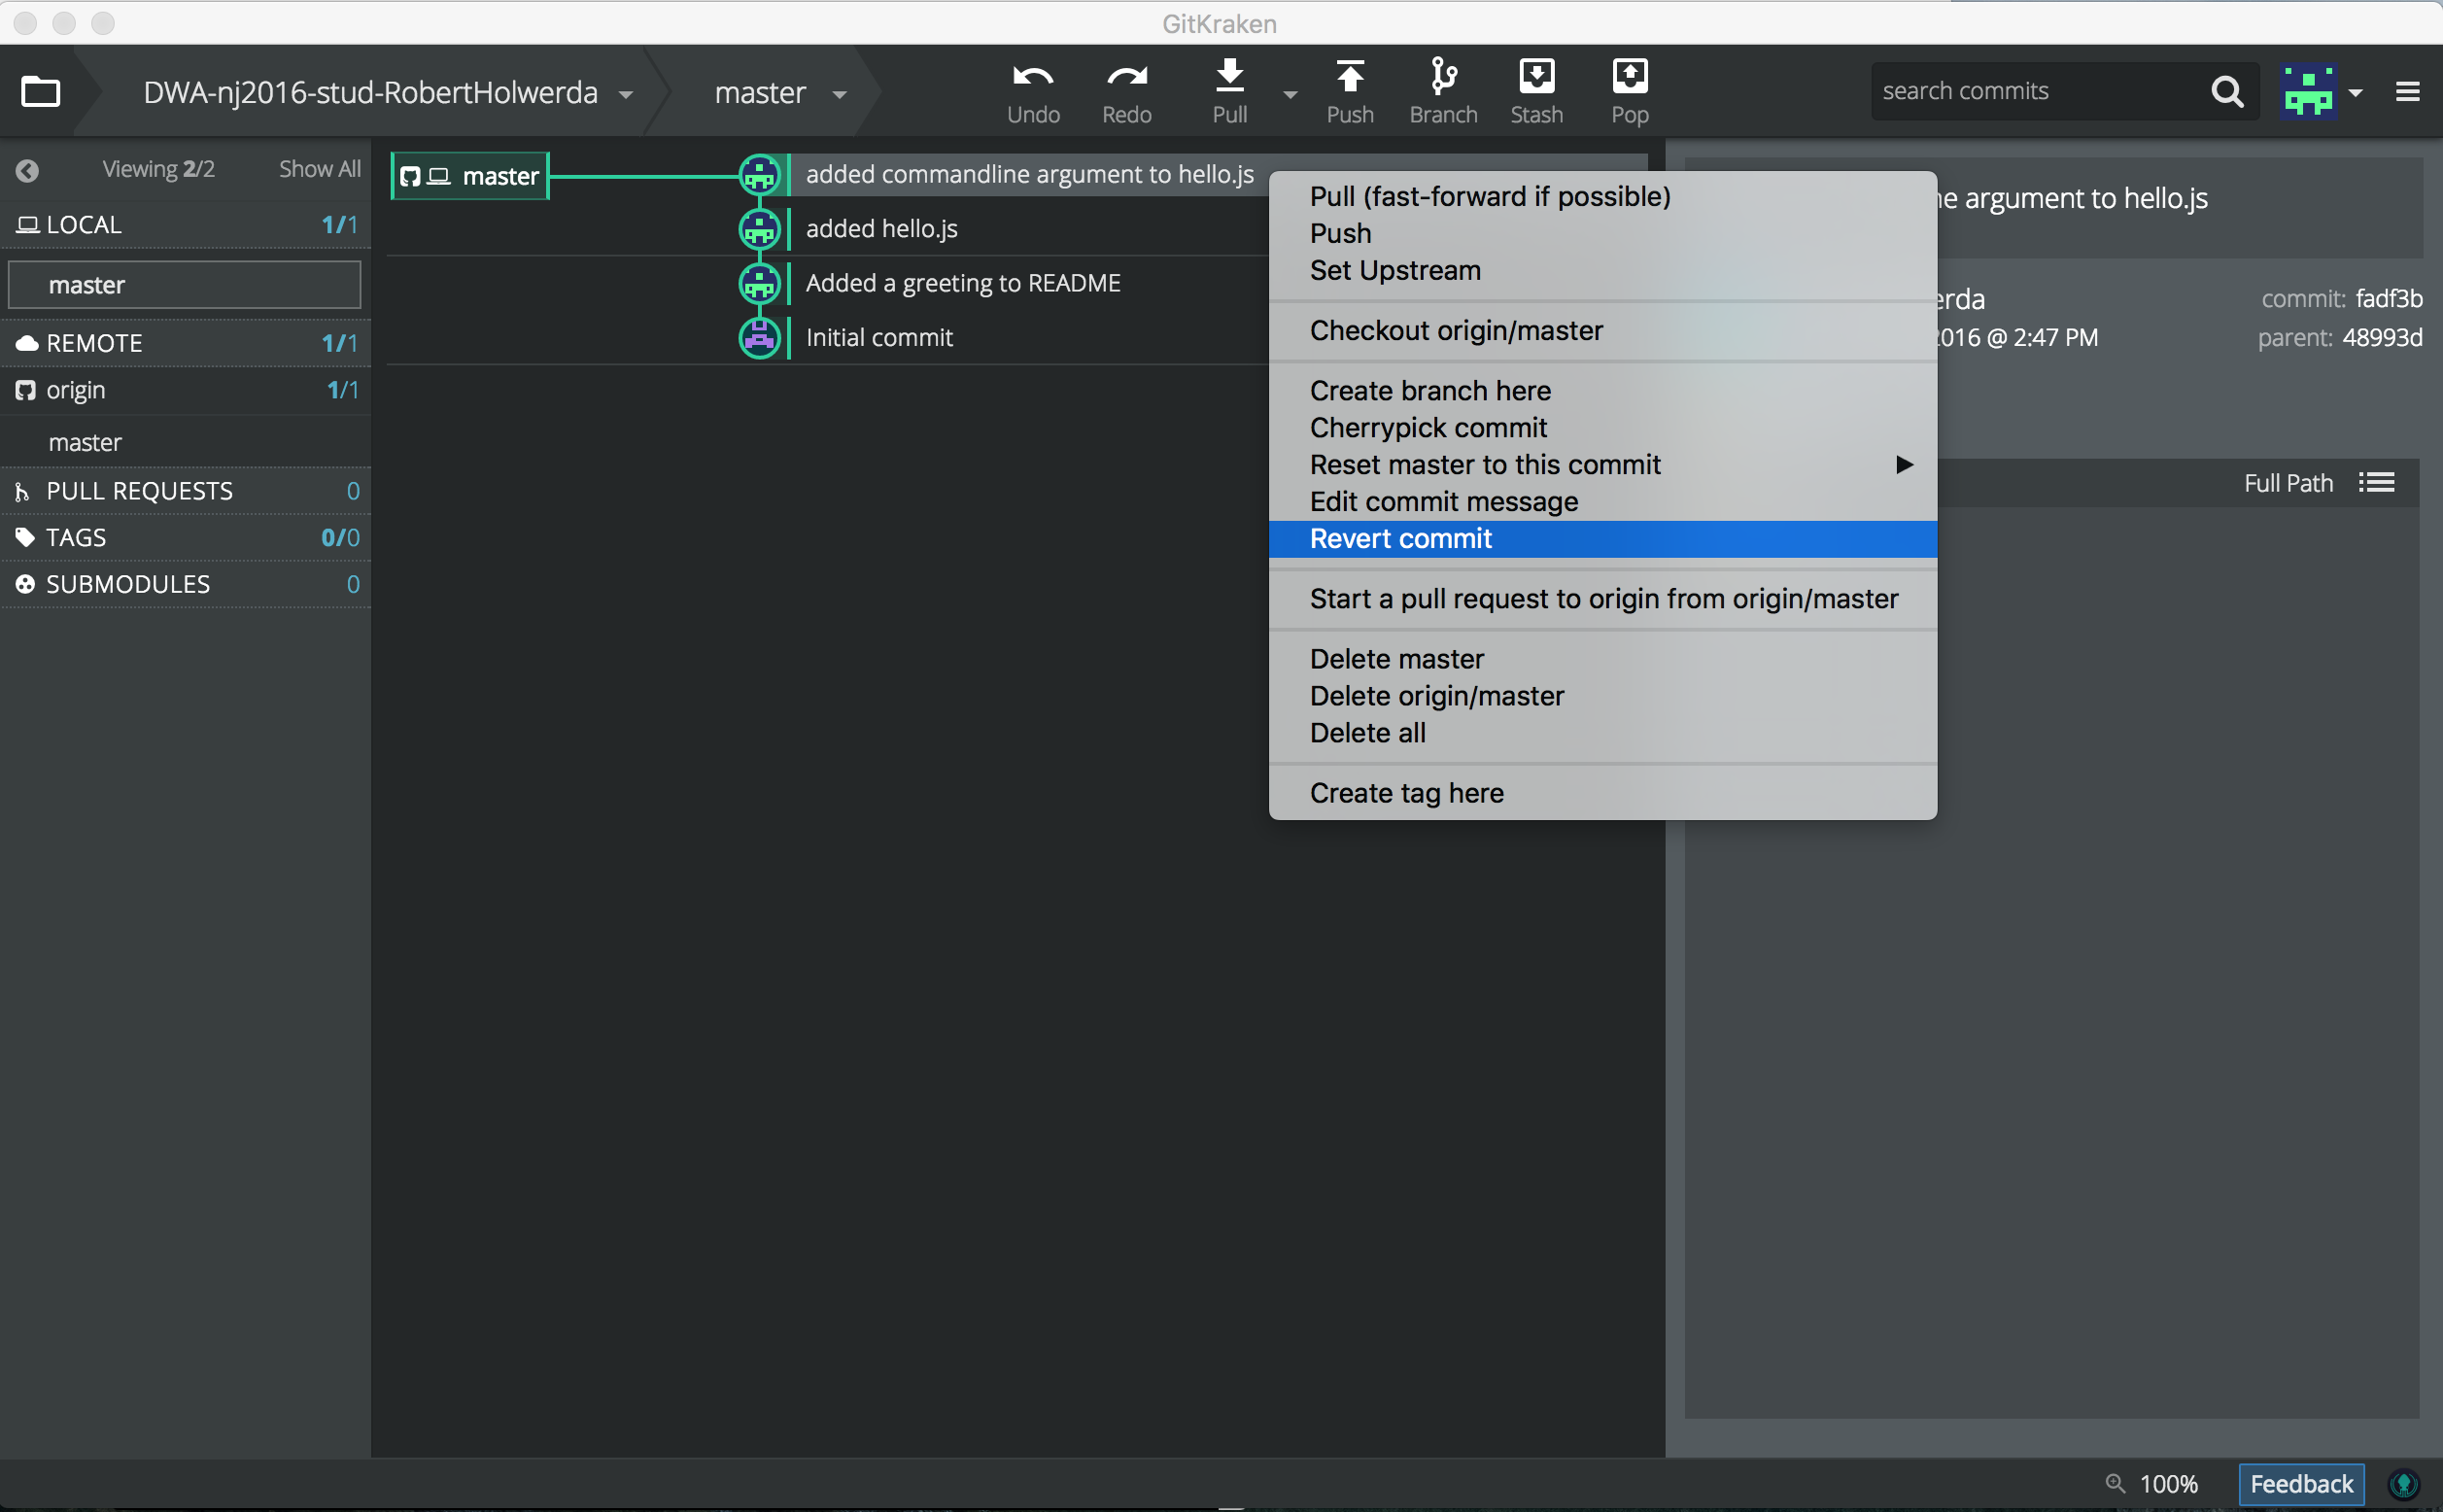 GitKraken
DWA-nj2016-stud-RobertHolwerda
master
Undo
Redo
Pull
Push
Branch
Stash
Pop
search commits
Viewing 2/2
Show All
LOCAL 1/1
master
REMOTE 1/1
origin 1/1
master
PULL REQUESTS 0
TAGS 0/0
SUBMODULES 0
master
added commandline argument to hello.js
added hello.js
Added a greeting to README
Initial commit
Pull (fast-forward if possible)
Push
Set Upstream
Checkout origin/master
Create branch here
Cherrypick commit
Reset master to this commit
Edit commit message
Revert commit
Start a pull request to origin from origin/master
Delete master
Delete origin/master
Delete all
Create tag here
argument to hello.js
commit: fadf3b
@ 2:47 PM
parent: 48993d
Full Path
100%
Feedback